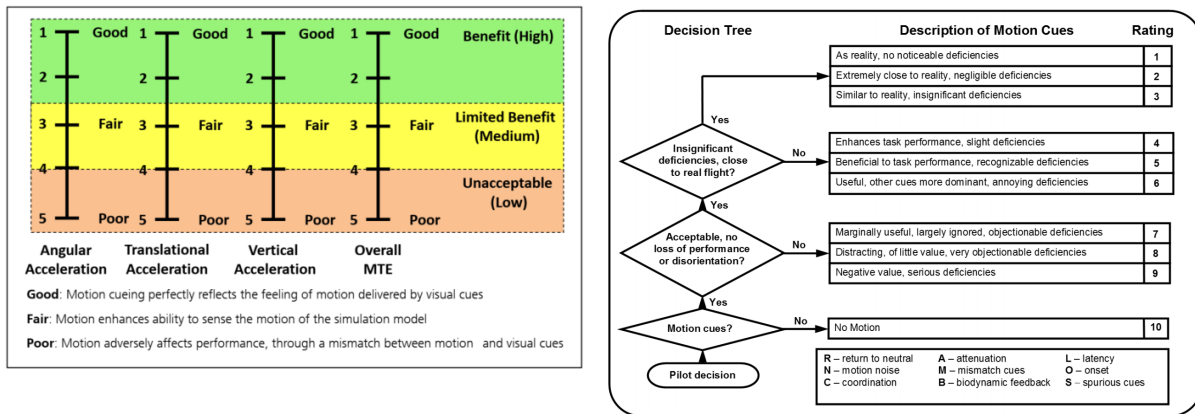 1 Good 1 Good 1 Good 1 Good Benefit (High)
2 2 2 2
3 Fair 3 Fair 3 Fair 3 Fair Limited Benefit
(Medium)
4 4 4 4
Unacceptable
(Low)
5 Poor 5 Poor 5 Poor 5 Poor
Angular
Acceleration
Translational
Acceleration
Vertical
Acceleration
Overall
MTE
Good: Motion cueing perfectly reflects the feeling of motion delivered by visual cues
Fair: Motion enhances ability to sense the motion of the simulation model
Poor: Motion adversely affects performance, through a mismatch between motion and visual cues
Decision Tree Description of Motion Cues Rating
As reality, no noticeable deficiencies 1
Extremely close to reality, negligible deficiencies 2
Similar to reality, insignificant deficiencies 3
Yes
Insignificant
deficiencies, close
to real flight?
No
Enhances task performance, slight deficiencies 4
Beneficial to task performance, recognizable deficiencies 5
Useful, other cues more dominant, annoying deficiencies 6
Yes
Acceptable, no
loss of performance
or disorientation?
No
Marginally useful, largely ignored, objectionable deficiencies 7
Distracting, of little value, very objectionable deficiencies 8
Negative value, serious deficiencies 9
Yes
Motion cues?
No
No Motion 10
Pilot decision
R – return to neutral A – attenuation L – latency
N – motion noise M – mismatch cues O – onset
C – coordination B – biodynamic feedback S – spurious cues